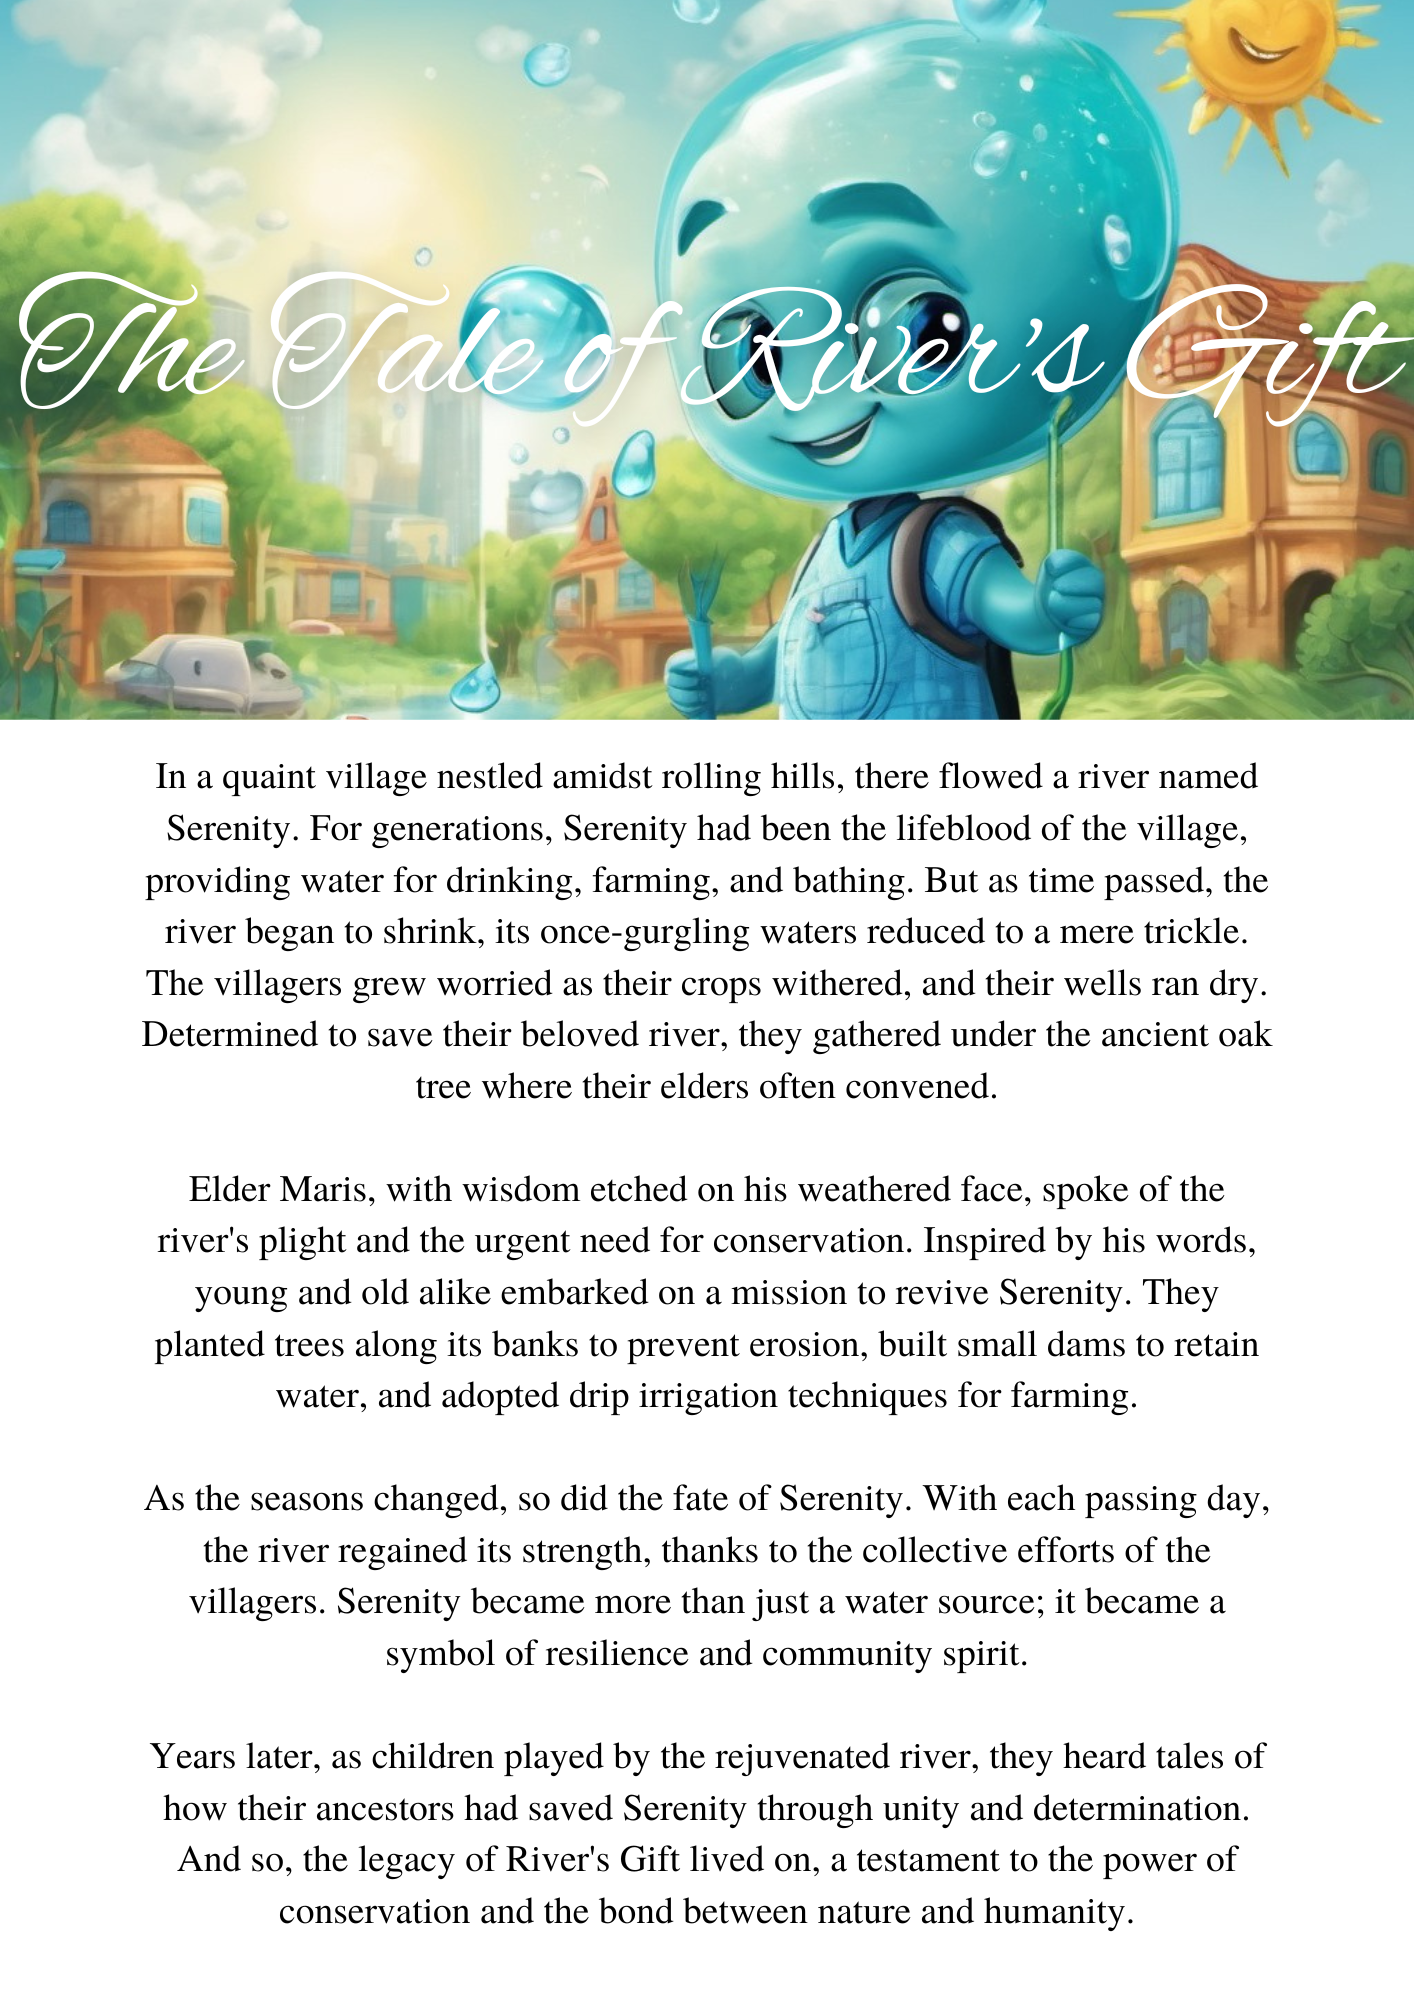 The Tale of River's Gift
In a quaint village nestled amidst rolling hills, there flowed a river named
Serenity. For generations, Serenity had been the lifeblood of the village,
providing water for drinking, farming, and bathing. But as time passed, the
river began to shrink, its once-gurgling waters reduced to a mere trickle.
The villagers grew worried as their crops withered, and their wells ran dry.
Determined to save their beloved river, they gathered under the ancient oak
tree where their elders often convened.
Elder Maris, with wisdom etched on his weathered face, spoke of the
river's plight and the urgent need for conservation. Inspired by his words,
young and old alike embarked on a mission to revive Serenity. They
planted trees along its banks to prevent erosion, built small dams to retain
water, and adopted drip irrigation techniques for farming.
As the seasons changed, so did the fate of Serenity. With each passing day,
the river regained its strength, thanks to the collective efforts of the
villagers. Serenity became more than just a water source; it became a
symbol of resilience and community spirit.
Years later, as children played by the rejuvenated river, they heard tales of
how their ancestors had saved Serenity through unity and determination.
And so, the legacy of River's Gift lived on, a testament to the power of
conservation and the bond between nature and humanity.